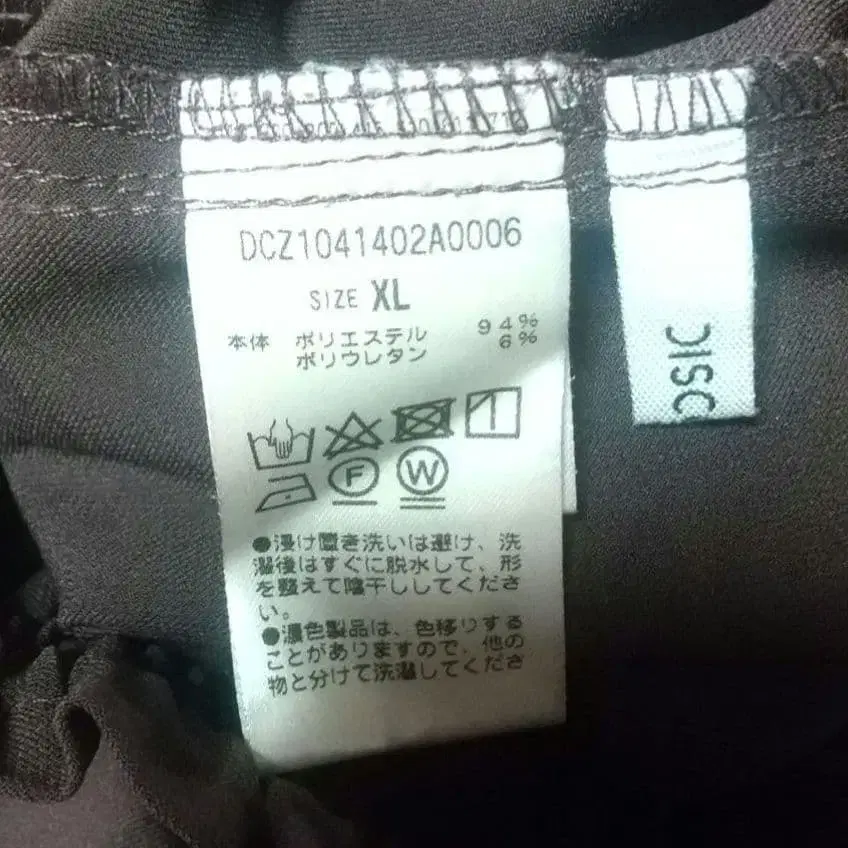 DCZ1041402A0006
SIZE XL
本体 ポリエステル 94%
ポリウレタン 6%
F W
●浸け置き洗いは避け、洗
濯後はすぐに脱水して、形
を整えて陰干ししてくださ
い。
●濃色製品は、色移りする
ことがありますので、他の
物と分けて洗濯してくださ
DISC